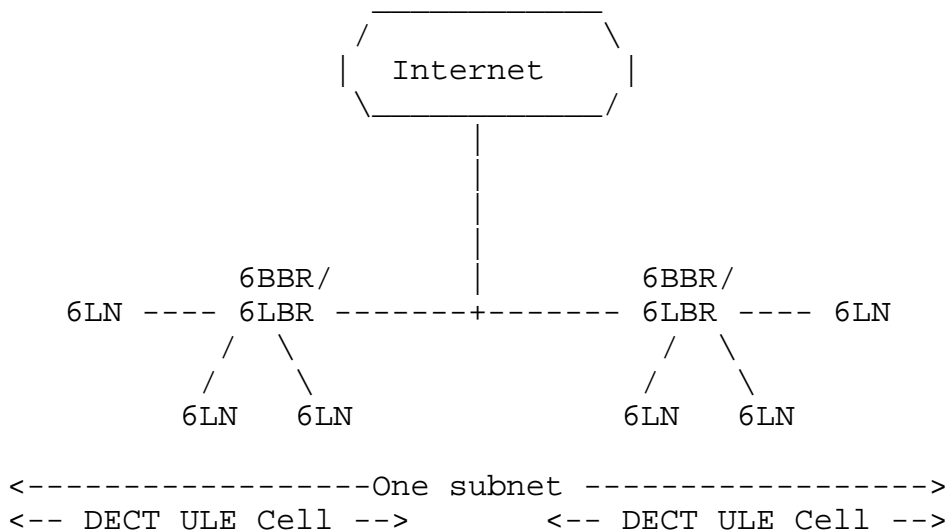 Internet
6BBR/ 6BBR/
6LN ---- 6LBR -------+------- 6LBR ---- 6LN
6LN 6LN 6LN 6LN
<------------------One subnet ------------------>
<-- DECT ULE Cell --> <-- DECT ULE Cell -->